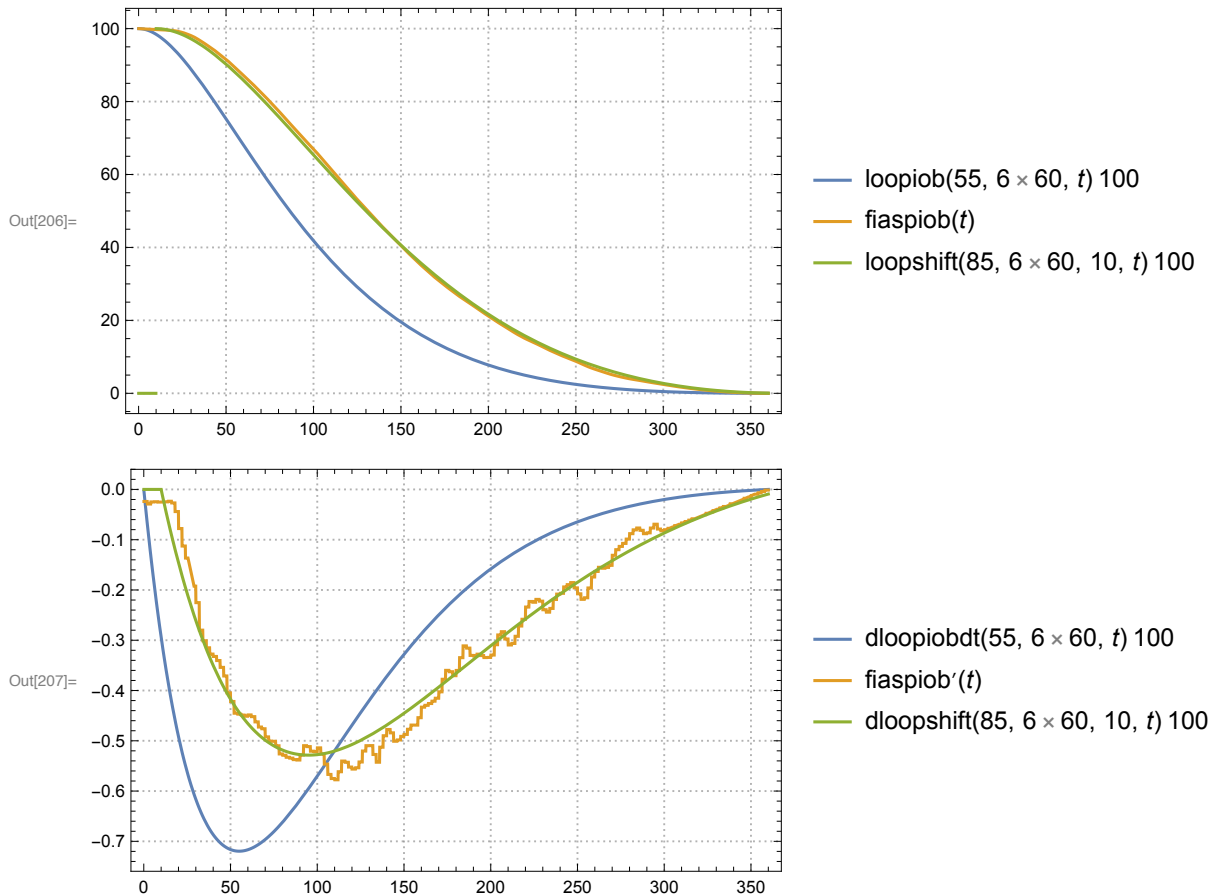 Out[206]=
100
80
60
40
20
0
0 50 100 150 200 250 300 350
loopiob(55, 6 × 60, t) 100
fiaspiob(t)
loopshift(85, 6 × 60, 10, t) 100
Out[207]=
0.0
−0.1
−0.2
−0.3
−0.4
−0.5
−0.6
−0.7
0 50 100 150 200 250 300 350
dloopiobdt(55, 6 × 60, t) 100
fiaspiob′(t)
dloopshift(85, 6 × 60, 10, t) 100